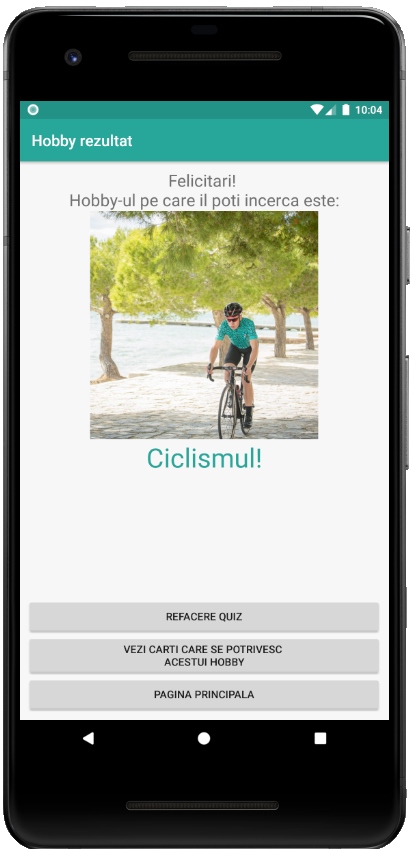 10:04
Hobby rezultat
Felicitari!
Hobby-ul pe care il poti incerca este:
Ciclismul!
REFACERE QUIZ
VEZI CARTI CARE SE POTRIVESC
ACESTUI HOBBY
PAGINA PRINCIPALA